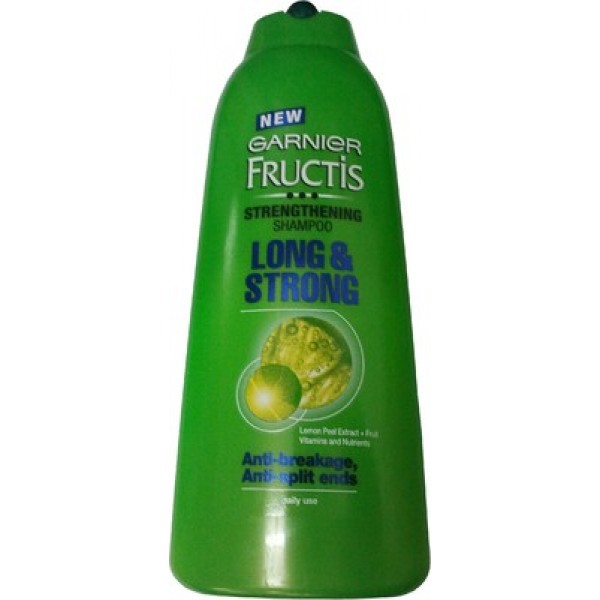 NEW
GARNIER
FRUCTiS
STRENGTHENING
SHAMPOO
LONG &
STRONG
Lemon Peel Extract + Fruit
Vitamins and Nutrients
Anti-breakage,
Anti-split ends
daily use